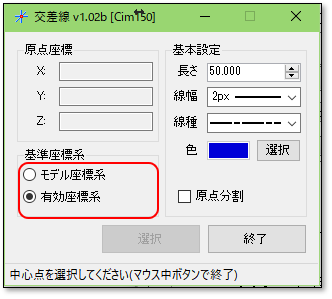 交差線 v1.02b [Cim150]
原点座標
X:
Y:
Z:
基準座標系
モデル座標系
有効座標系
基本設定
長さ 50.000
線幅 2px
線種
色 選択
原点分割
選択 終了
中心点を選択してください(マウス中ボタンで終了)